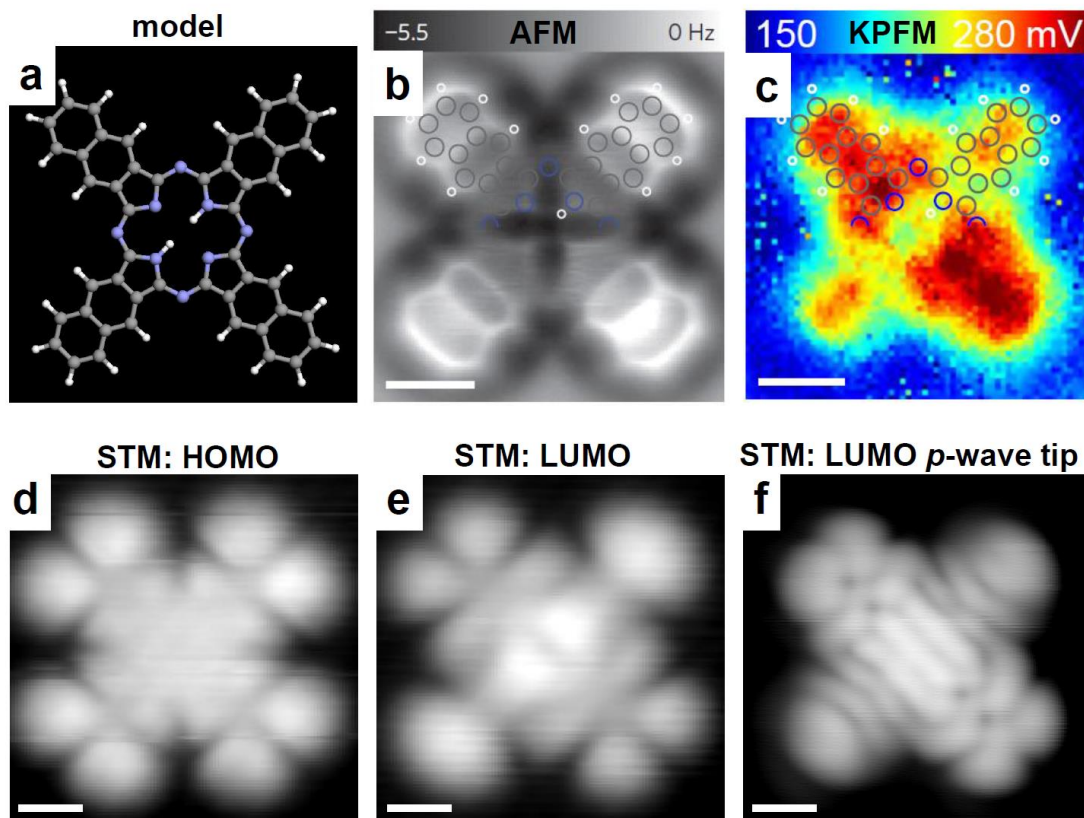 model
a
−5.5 AFM 0 Hz
b
150 KPFM 280 mV
c
STM: HOMO
d
STM: LUMO
e
STM: LUMO p-wave tip
f